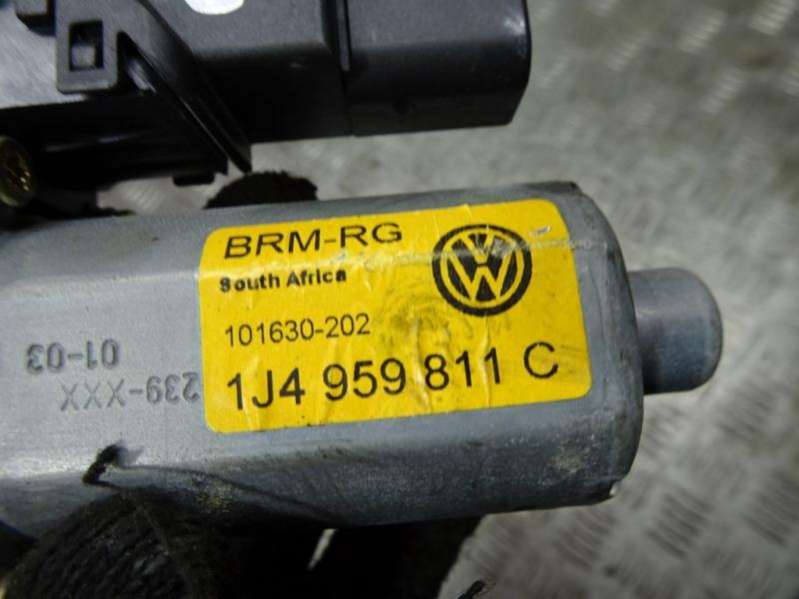 BRM-RG
South Africa
101630-202
1J4 959 811 C
01-03
239-XXX